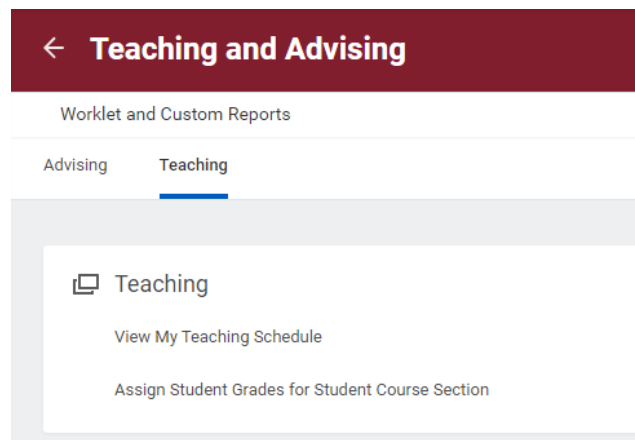 Teaching and Advising
Worklet and Custom Reports
Advising Teaching
Teaching
View My Teaching Schedule
Assign Student Grades for Student Course Section